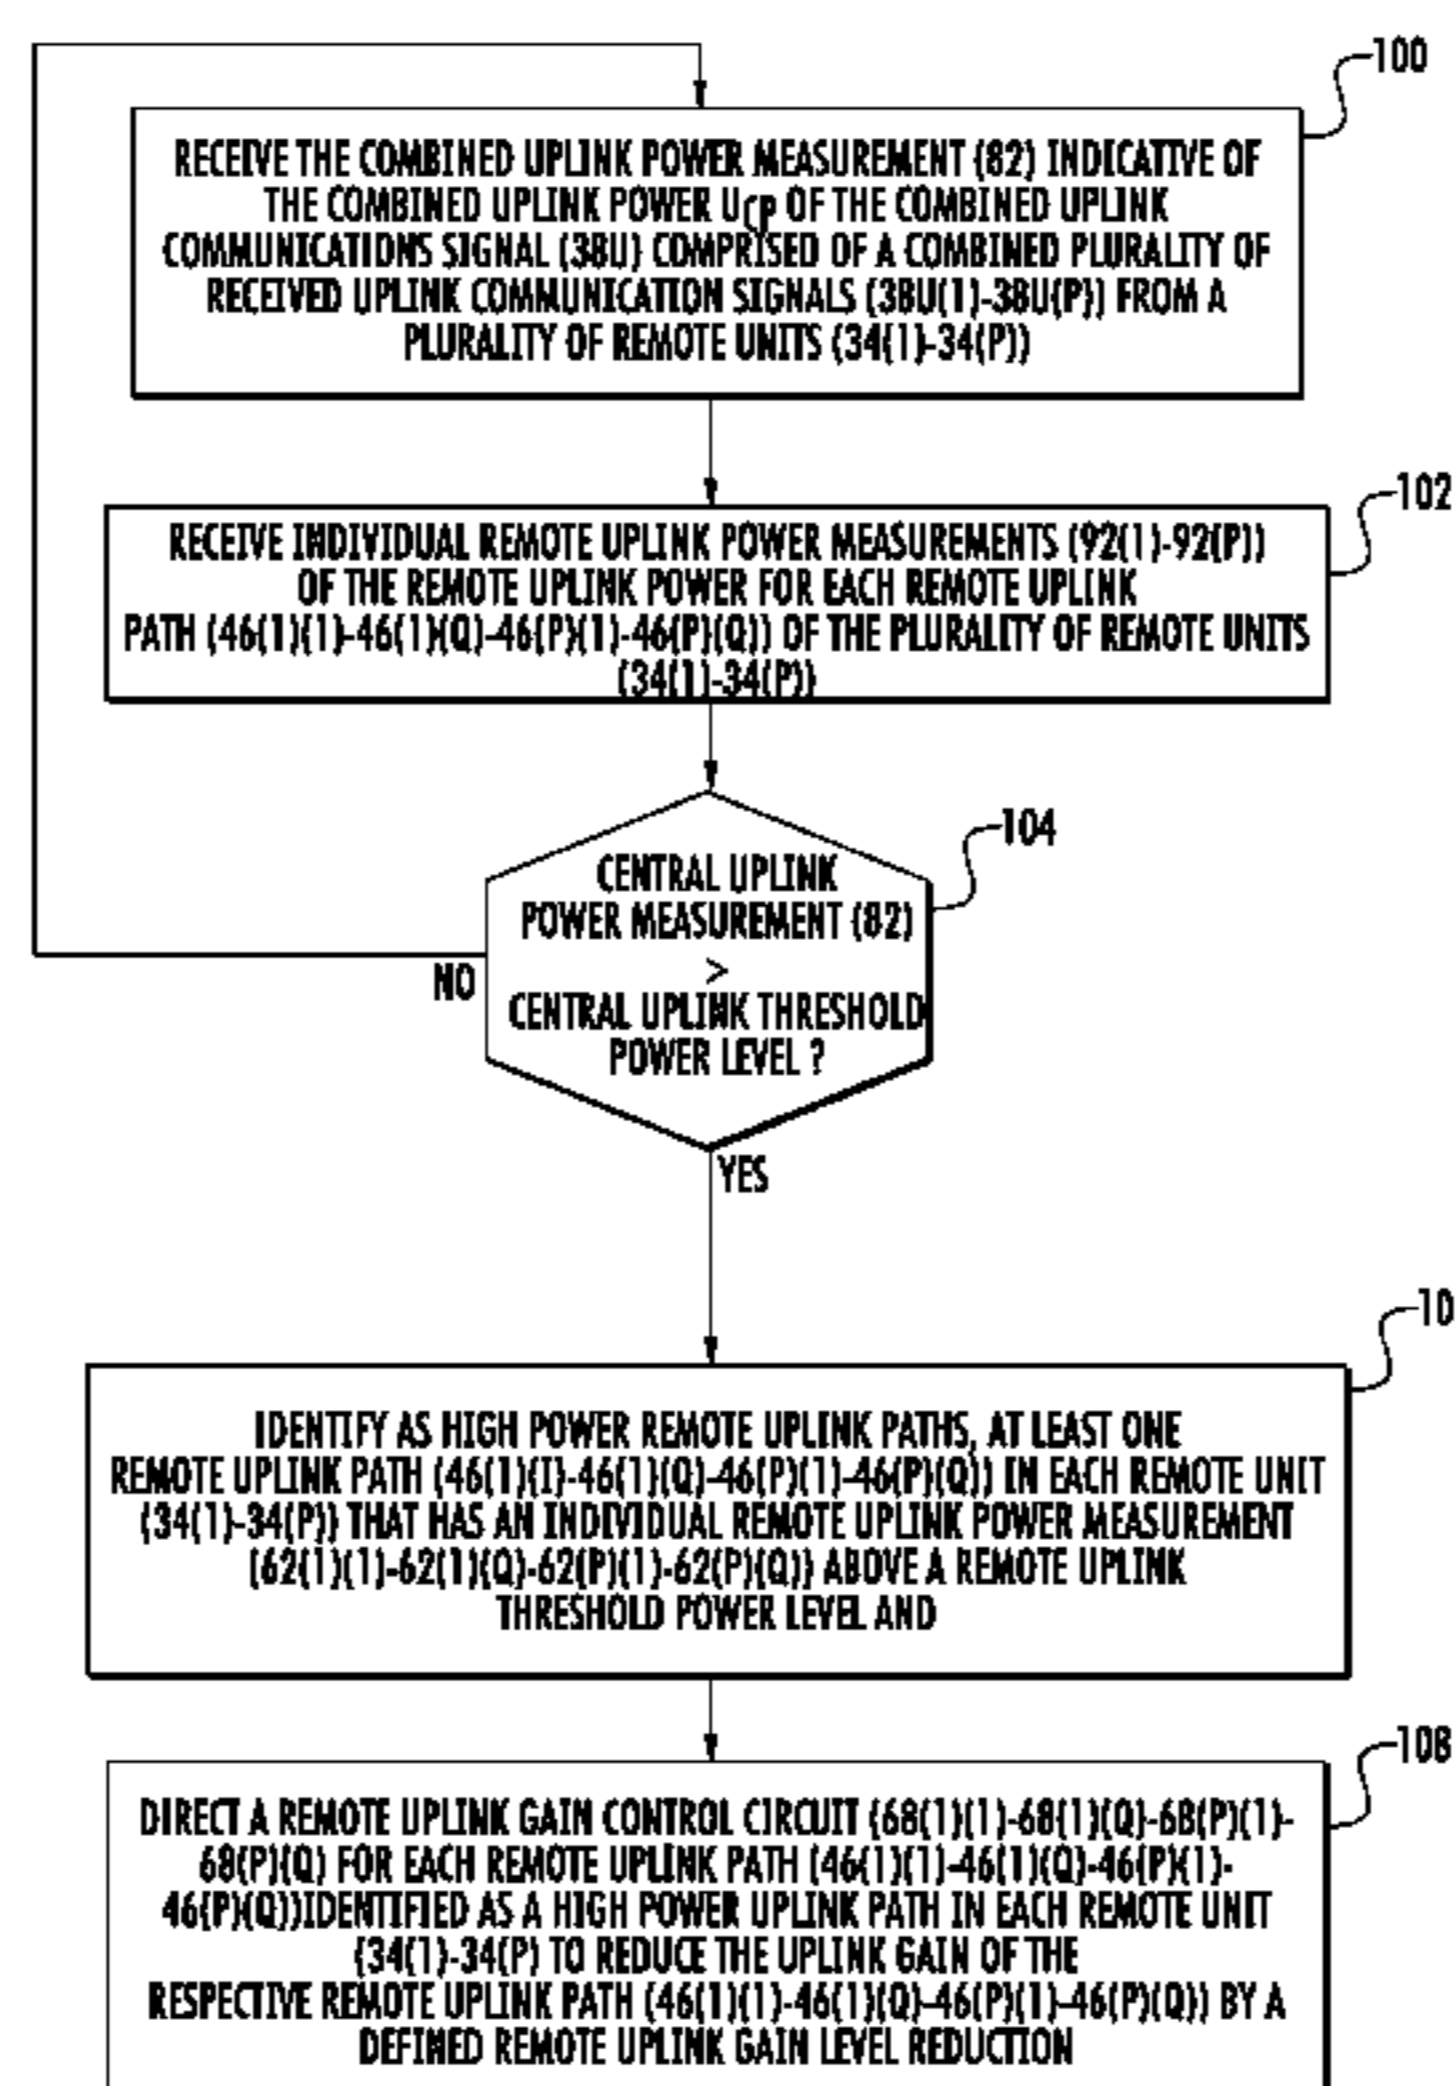 100
RECEIVE THE COMBINED UPLINK POWER MEASUREMENT (82) INDICATIVE OF
THE COMBINED UPLINK POWER UCP OF THE COMBINED UPLINK
COMMUNICATIONS SIGNAL (38U) COMPRISED OF A COMBINED PLURALITY OF
RECEIVED UPLINK COMMUNICATION SIGNALS (38U(1)-38U(P)) FROM A
PLURALITY OF REMOTE UNITS (34(1)-34(P))
102
RECEIVE INDIVIDUAL REMOTE UPLINK POWER MEASUREMENTS (92(1)-92(P))
OF THE REMOTE UPLINK POWER FOR EACH REMOTE UPLINK
PATH (46(1)(1)-46(1)(Q)-46(P)(1)-46(P)(Q)) OF THE PLURALITY OF REMOTE UNITS
(34(1)-34(P))
104
CENTRAL UPLINK
POWER MEASUREMENT (82)
>
CENTRAL UPLINK THRESHOLD
POWER LEVEL ?
NO
YES
10
IDENTIFY AS HIGH POWER REMOTE UPLINK PATHS, AT LEAST ONE
REMOTE UPLINK PATH (46(1)(I)-46(1)(Q)-46(P)(1)-46(P)(Q)) IN EACH REMOTE UNIT
(34(1)-34(P)) THAT HAS AN INDIVIDUAL REMOTE UPLINK POWER MEASUREMENT
(62(1)(1)-62(1)(Q)-62(P)(1)-62(P)(Q)) ABOVE A REMOTE UPLINK
THRESHOLD POWER LEVEL AND
108
DIRECT A REMOTE UPLINK GAIN CONTROL CIRCUIT (68(1)(1)-68(1)(Q)-68(P)(1)-
68(P)(Q) FOR EACH REMOTE UPLINK PATH (46(1)(1)-46(1)(Q)-46(P)(1)-
46(P)(Q))IDENTIFIED AS A HIGH POWER UPLINK PATH IN EACH REMOTE UNIT
(34(1)-34(P) TO REDUCE THE UPLINK GAIN OF THE
RESPECTIVE REMOTE UPLINK PATH (46(1)(1)-46(1)(Q)-46(P)(1)-46(P)(Q)) BY A
DEFINED REMOTE UPLINK GAIN LEVEL REDUCTION